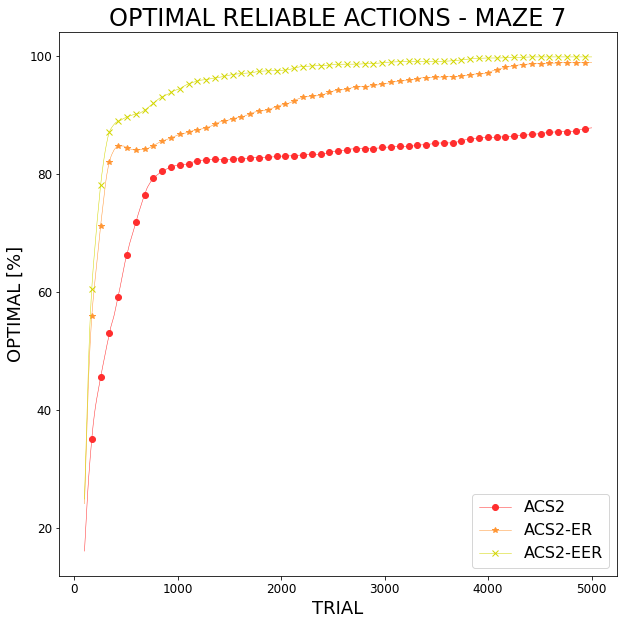 OPTIMAL RELIABLE ACTIONS - MAZE 7
OPTIMAL [%]
100
80
60
40
20
0 1000 2000 3000 4000 5000
TRIAL
ACS2
ACS2-ER
ACS2-EER